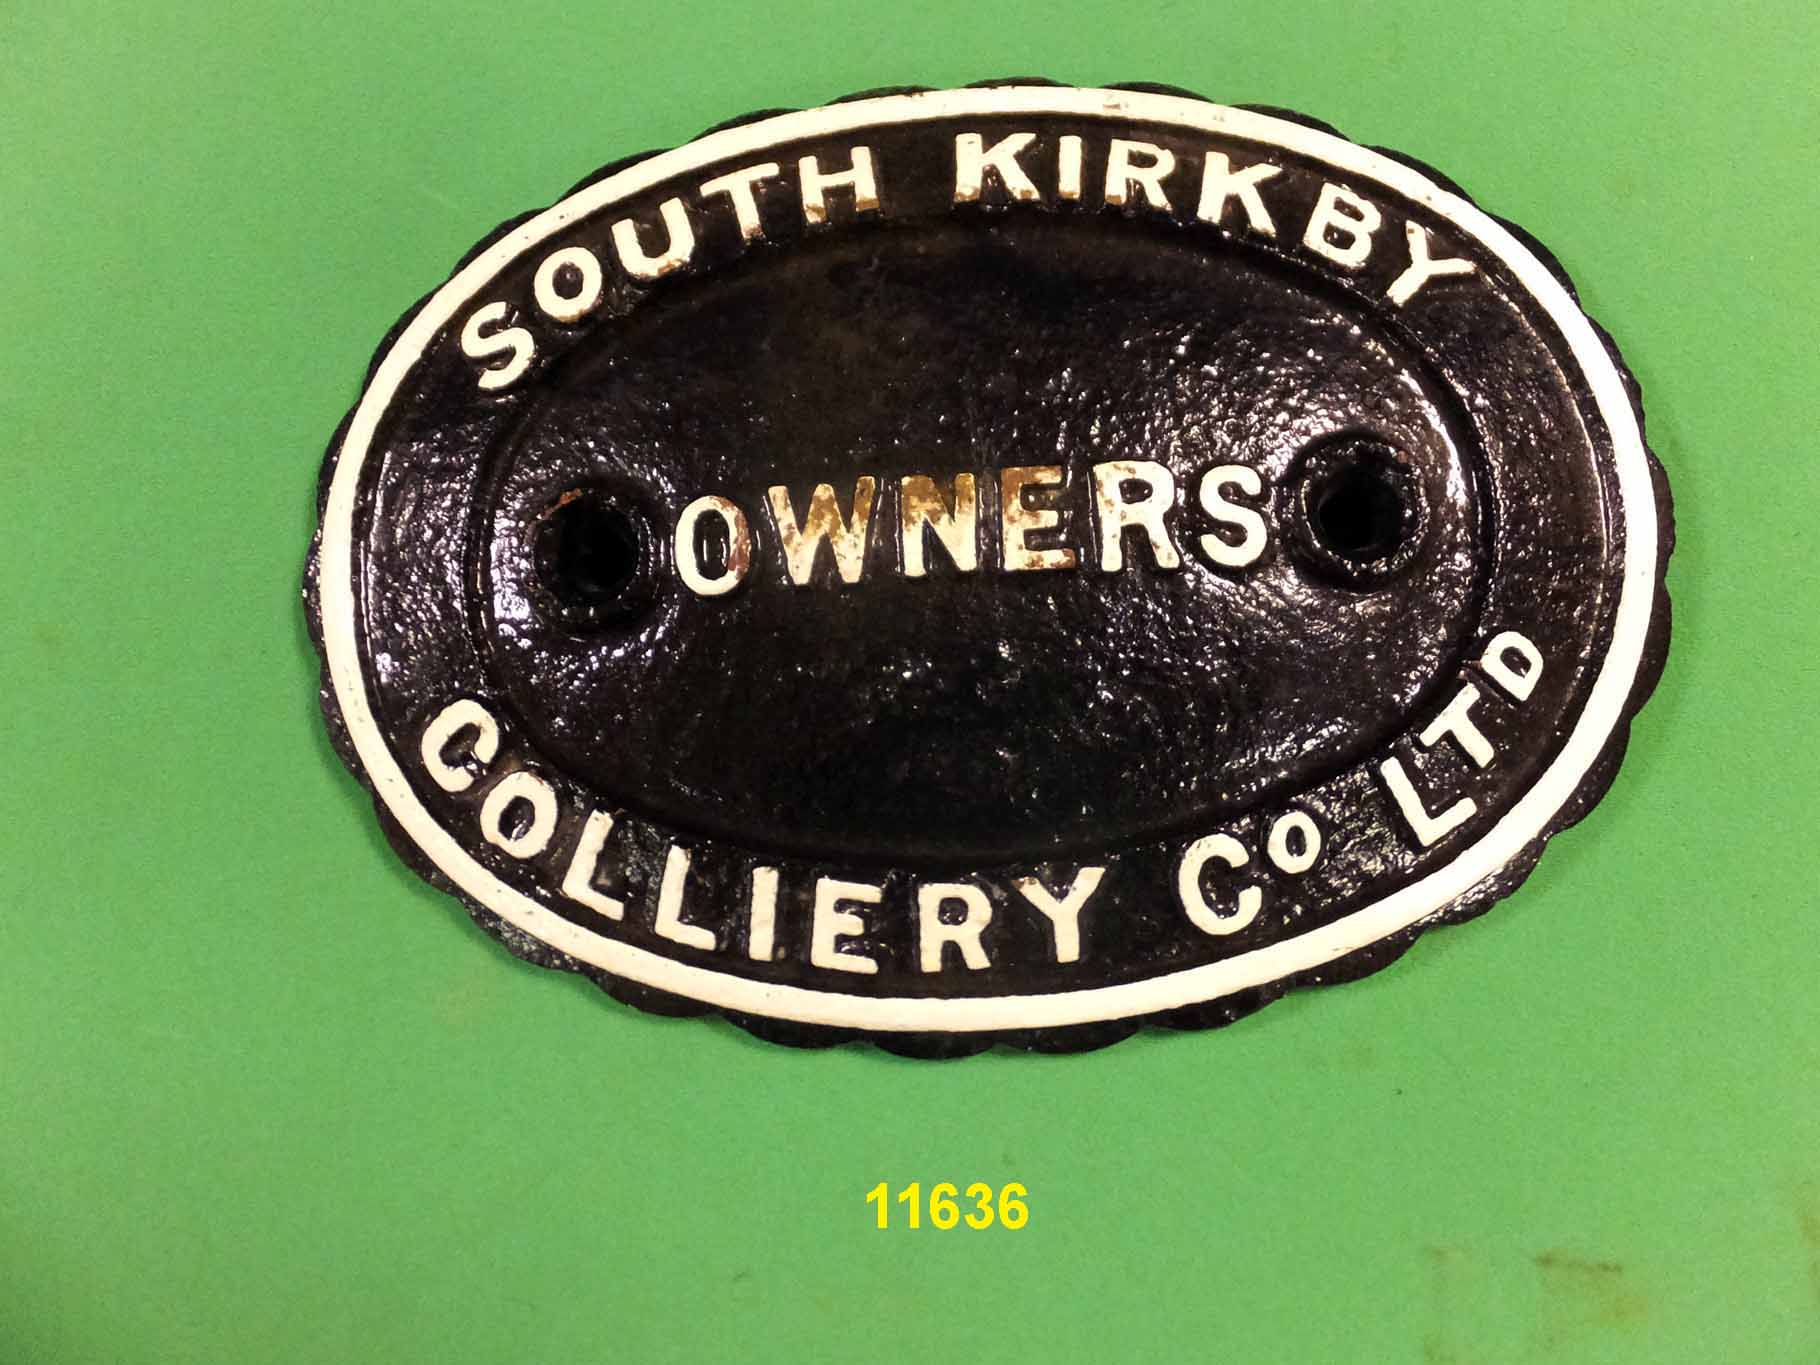 SOUTH KIRKBY
OWNERS
COLLIERY Co LTD
11636